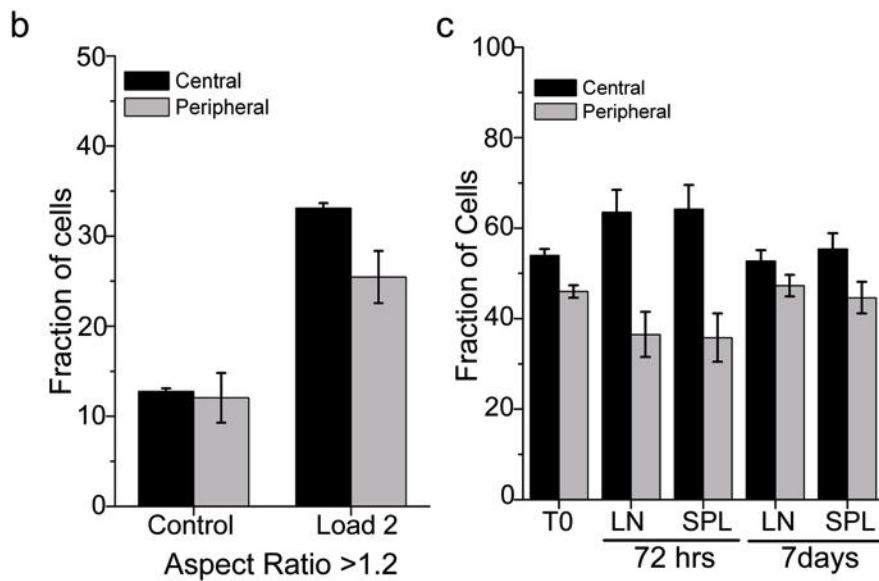 b
50
40
30
20
10
0
Fraction of cells
Central
Peripheral
Control Load 2
Aspect Ratio >1.2
c
100
80
60
40
20
0
Fraction of Cells
Central
Peripheral
T0 LN SPL LN SPL
72 hrs 7days